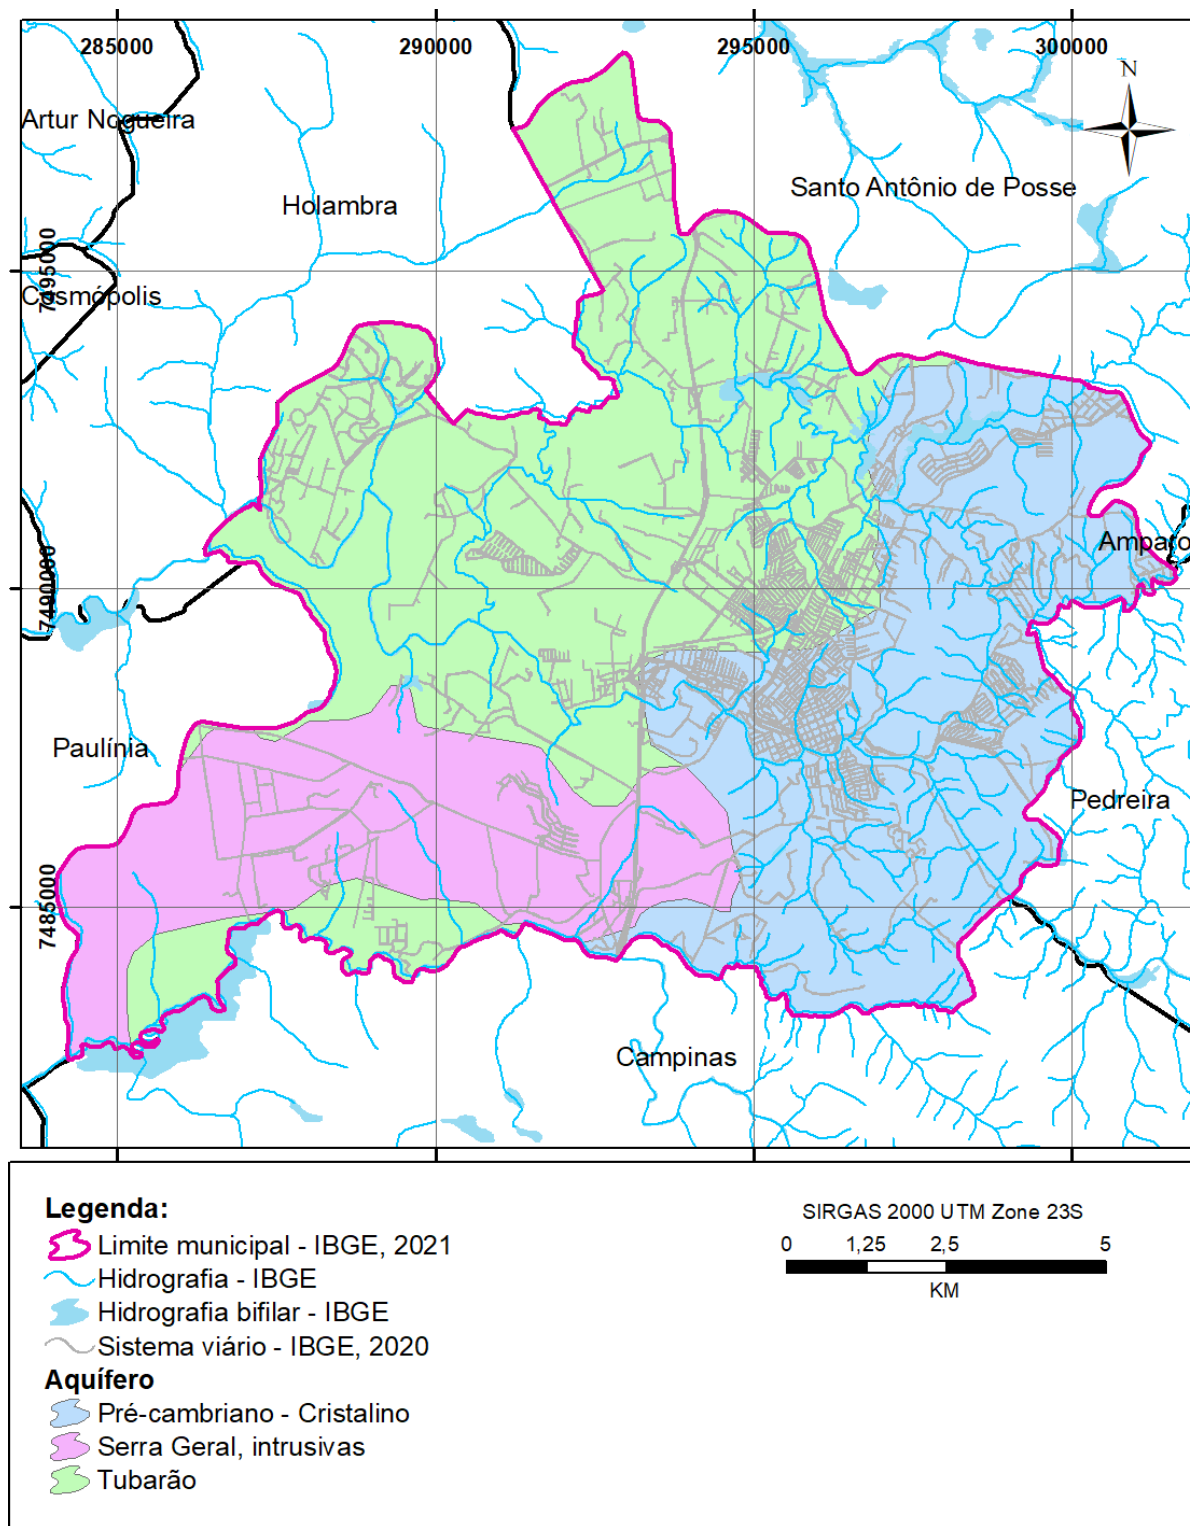 285000
290000
295000
300000
N
Artur Nogueira
Santo Antônio de Posse
Holambra
7495000
Cosmópolis
Amparo
7490000
Paulínia
Pedreira
7485000
Campinas
Legenda:
Limite municipal - IBGE, 2021
Hidrografia - IBGE
Hidrografia bifilar - IBGE
Sistema viário - IBGE, 2020
Aquífero
Pré-cambriano - Cristalino
Serra Geral, intrusivas
Tubarão
SIRGAS 2000 UTM Zone 23S
0 1,25 2,5 5
KM